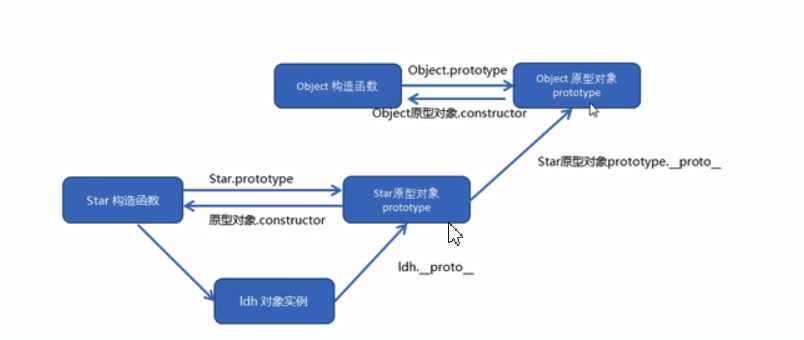 Object.prototype
Object 构造函数
Object 原型对象
prototype
Object原型对象.constructor
Star原型对象prototype.__proto__
Star.prototype
Star 构造函数
Star原型对象
prototype
原型对象.constructor
ldh.__proto__
ldh 对象实例